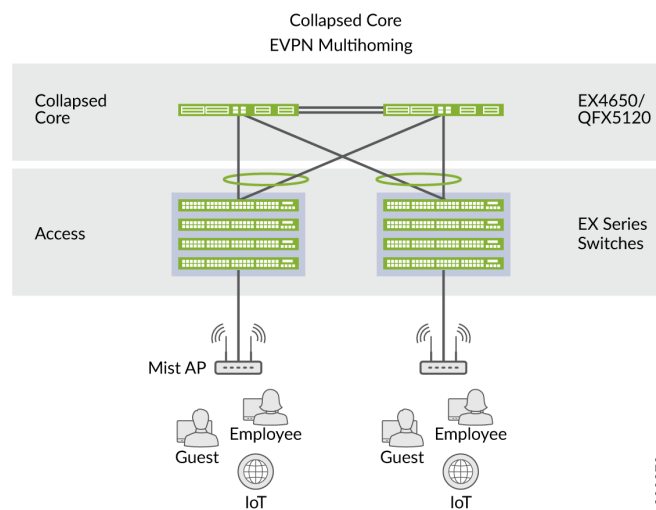 Collapsed Core
EVPN Multihoming
Collapsed
Core
EX4650/
QFX5120
Access
EX Series
Switches
Mist AP
Guest
Employee
IoT
Guest
Employee
IoT